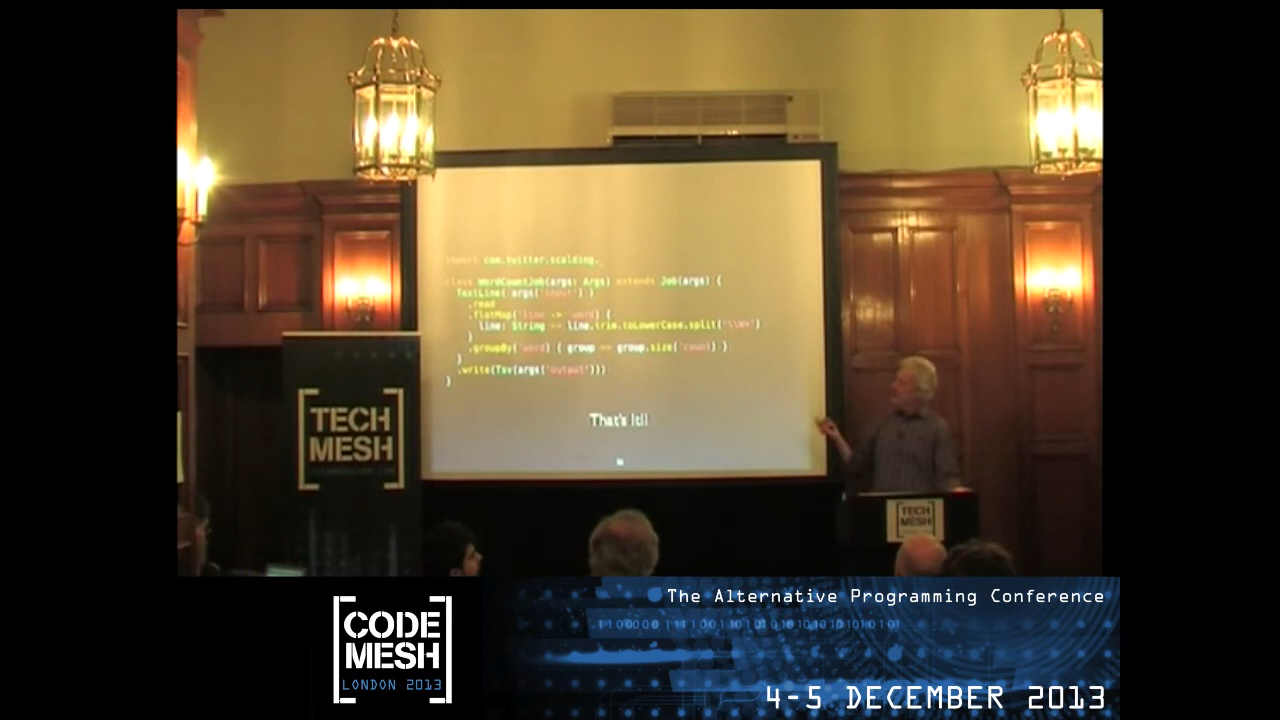 import com.twitter.scalding._
class WordCountJob(args: Args) extends Job(args) {
TextLine( args("input") )
.read
.flatMap('line -> 'word) {
line: String => line.trim.toLowerCase.split("\\W+")
}
.groupBy('word) { group => group.size('count) }
}
.write(Tsv(args("output")))
}
That's It!!
TECH
MESH
TECH
MESH
CODE
MESH
LONDON 2013
The Alternative Programming Conference
4-5 DECEMBER 2013